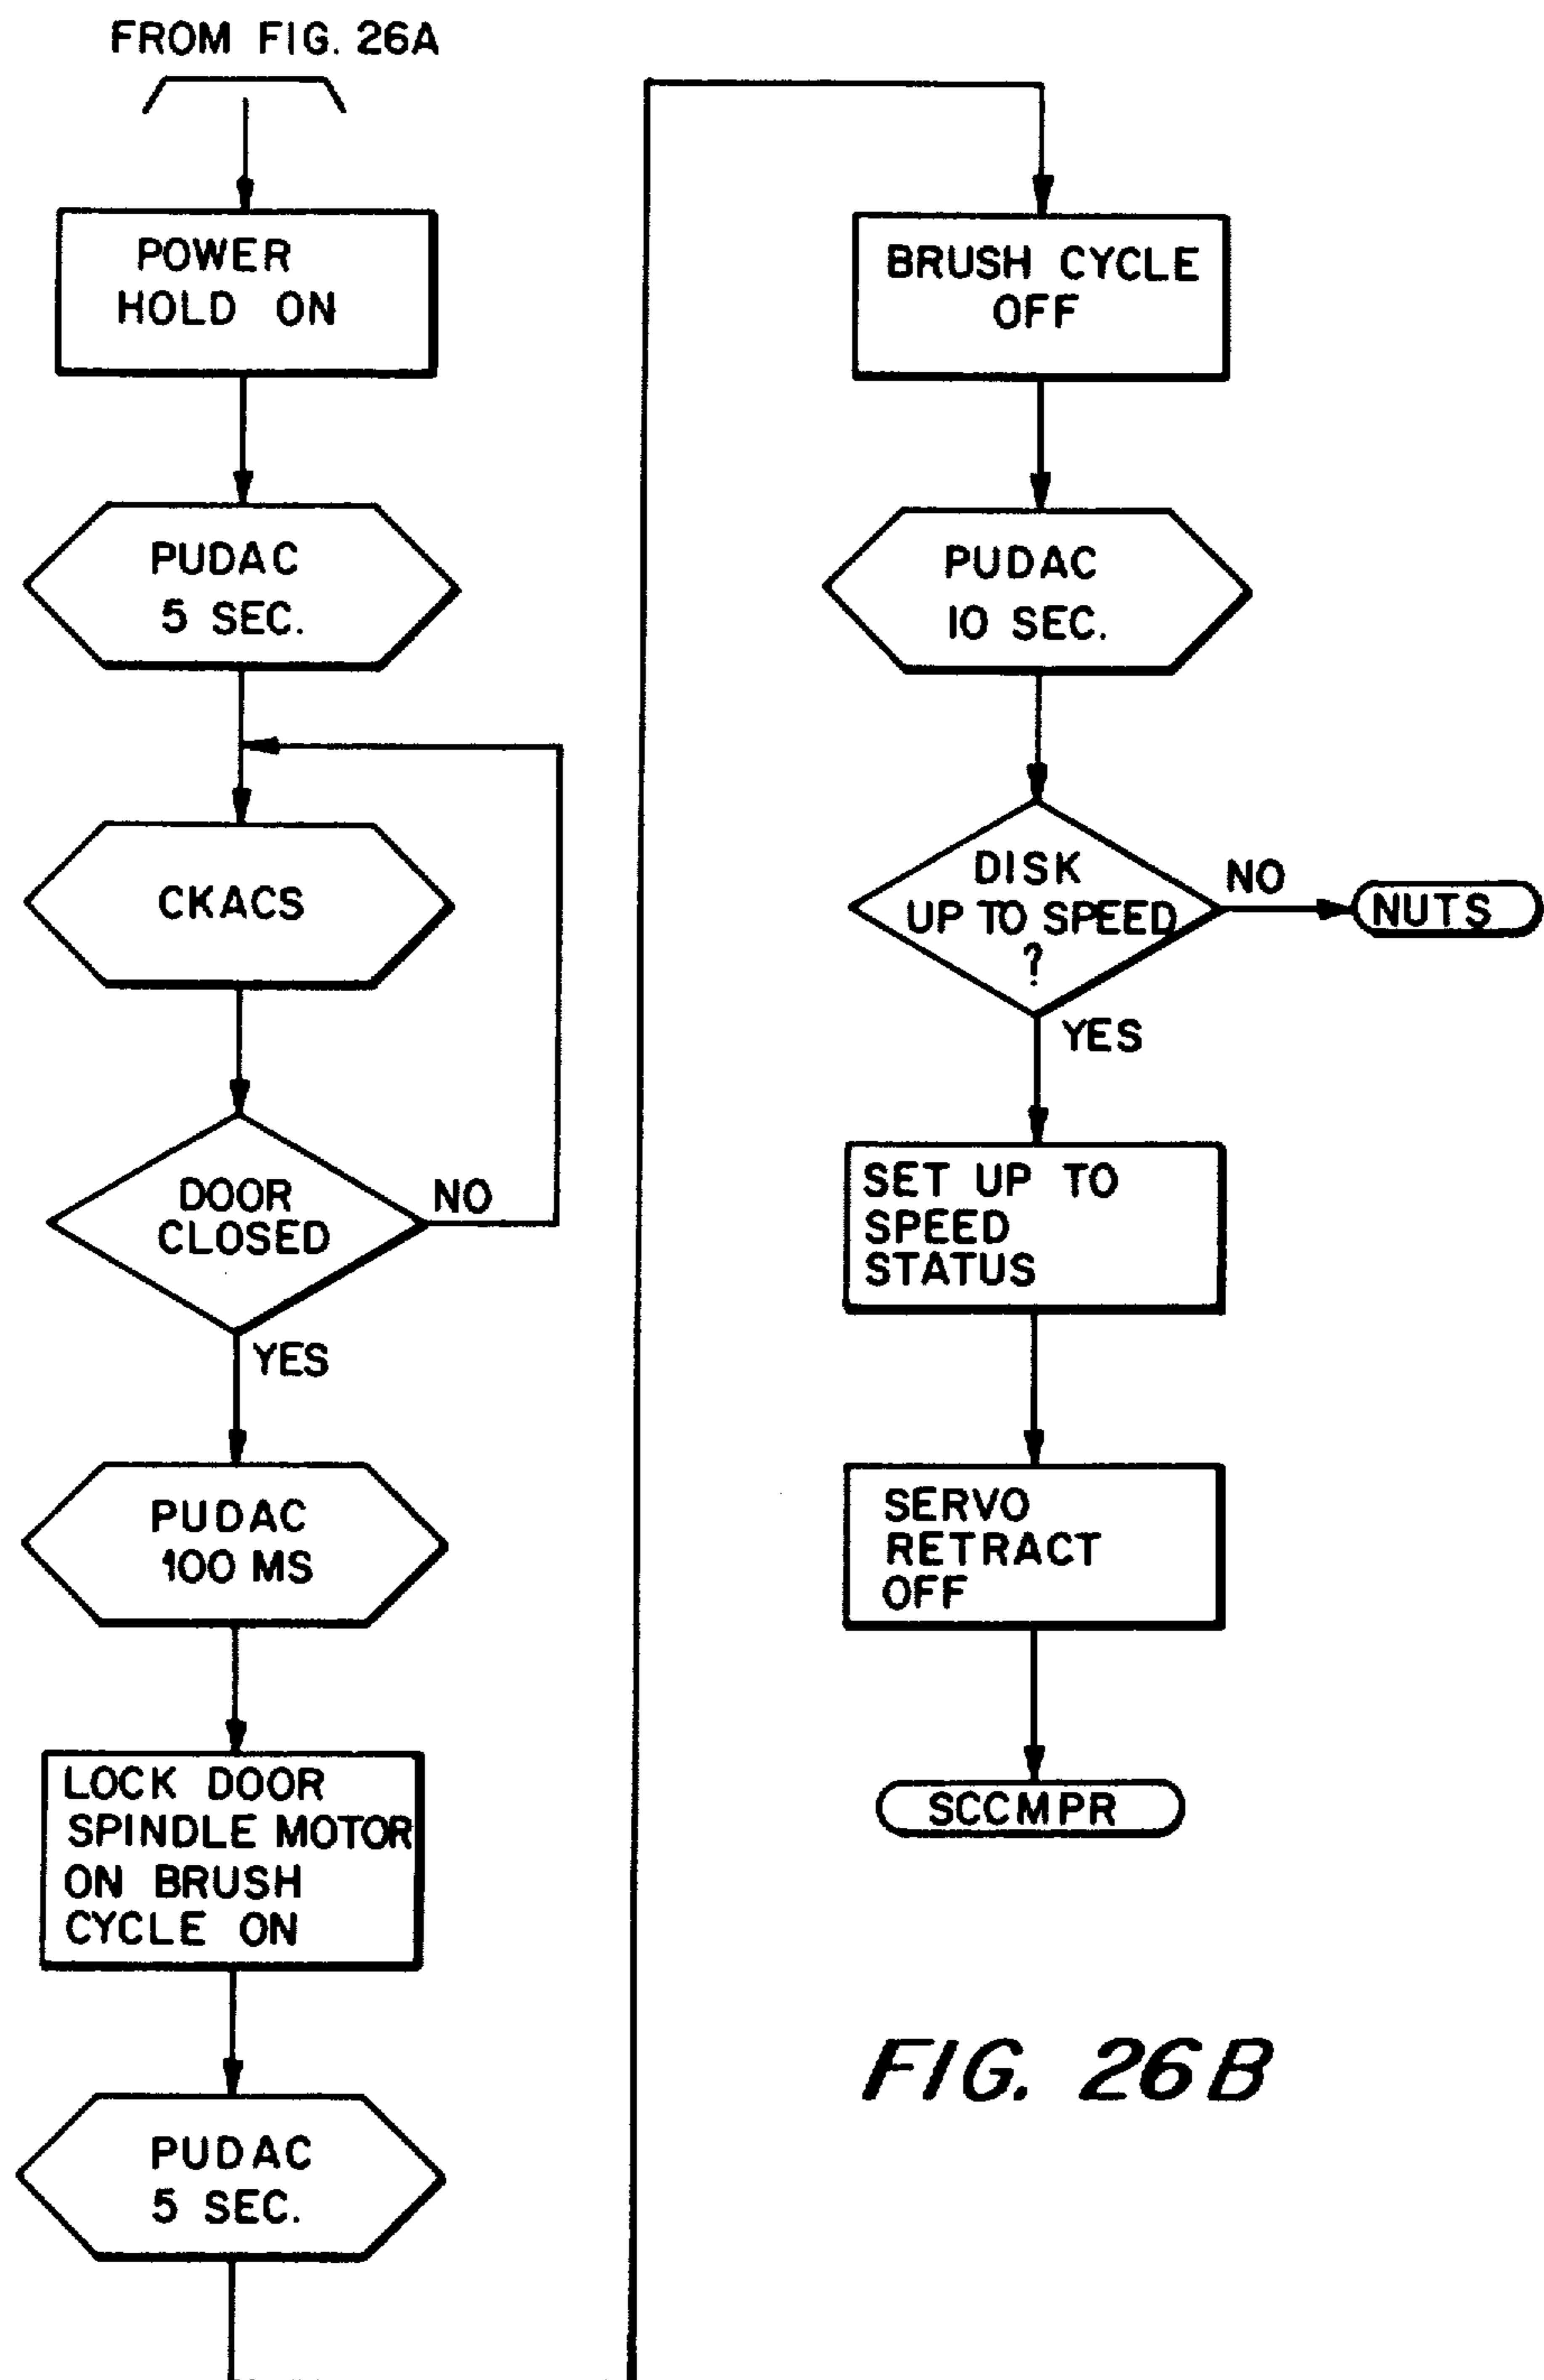 FROM FIG. 26A
POWER
HOLD ON
PUDAC
5 SEC.
CKACS
DOOR
CLOSED
NO
YES
PUDAC
100 MS
LOCK DOOR
SPINDLE MOTOR
ON BRUSH
CYCLE ON
PUDAC
5 SEC.
BRUSH CYCLE
OFF
PUDAC
10 SEC.
DISK
UP TO SPEED
?
NO
NUTS
YES
SET UP TO
SPEED
STATUS
SERVO
RETRACT
OFF
SCCMPR
FIG. 26B